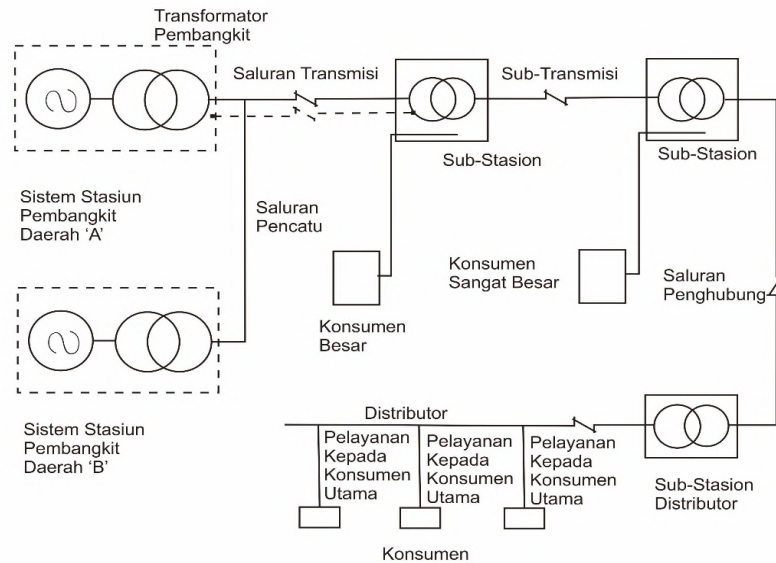 Transformator
Pembangkit
Saluran Transmisi
Sub-Transmisi
Sub-Stasion
Sub-Stasion
Sistem Stasiun
Pembangkit
Daerah 'A'
Saluran
Pencatu
Konsumen
Besar
Konsumen
Sangat Besar
Saluran
Penghubung
Sistem Stasiun
Pembangkit
Daerah 'B'
Distributor
Pelayanan
Kepada
Konsumen
Utama
Pelayanan
Kepada
Konsumen
Utama
Pelayanan
Kepada
Konsumen
Utama
Sub-Stasion
Distributor
Konsumen